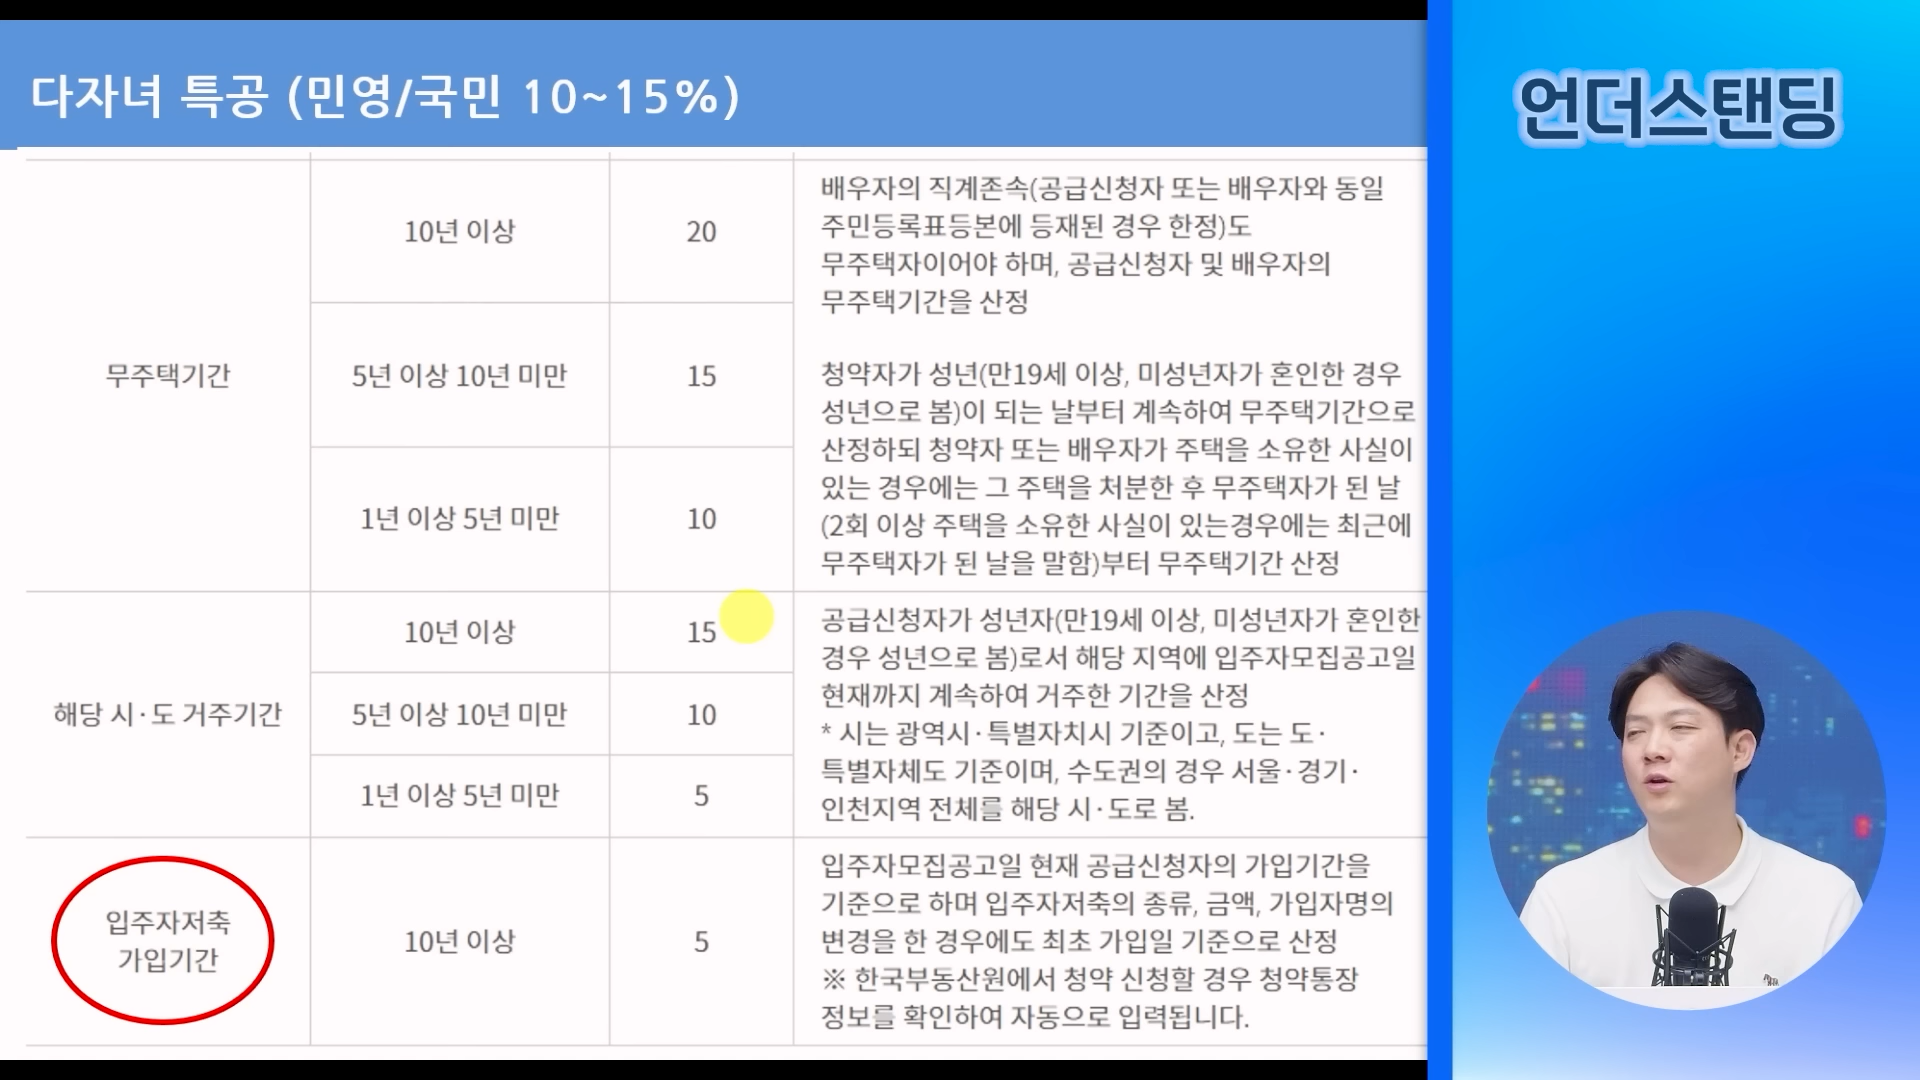 다자녀 특공 (민영/국민 10~15%)
언더스탠딩
무주택기간
10년 이상
20
5년 이상 10년 미만
15
1년 이상 5년 미만
10
배우자의 직계존속(공급신청자 또는 배우자와 동일
주민등록표등본에 등재된 경우 한정)도
무주택자이어야 하며, 공급신청자 및 배우자의
무주택기간을 산정
청약자가 성년(만19세 이상, 미성년자가 혼인한 경우
성년으로 봄)이 되는 날부터 계속하여 무주택기간으로
산정하되 청약자 또는 배우자가 주택을 소유한 사실이
있는 경우에는 그 주택을 처분한 후 무주택자가 된 날
(2회 이상 주택을 소유한 사실이 있는경우에는 최근에
무주택자가 된 날을 말함)부터 무주택기간 산정
해당 시·도 거주기간
10년 이상
15
5년 이상 10년 미만
10
1년 이상 5년 미만
5
공급신청자가 성년자(만19세 이상, 미성년자가 혼인한
경우 성년으로 봄)로서 해당 지역에 입주자모집공고일
현재까지 계속하여 거주한 기간을 산정
* 시는 광역시·특별자치시 기준이고, 도는 도·
특별자체도 기준이며, 수도권의 경우 서울·경기·
인천지역 전체를 해당 시·도로 봄.
입주자저축
가입기간
10년 이상
5
입주자모집공고일 현재 공급신청자의 가입기간을
기준으로 하며 입주자저축의 종류, 금액, 가입자명의
변경을 한 경우에도 최초 가입일 기준으로 산정
※ 한국부동산원에서 청약 신청할 경우 청약통장
정보를 확인하여 자동으로 입력됩니다.